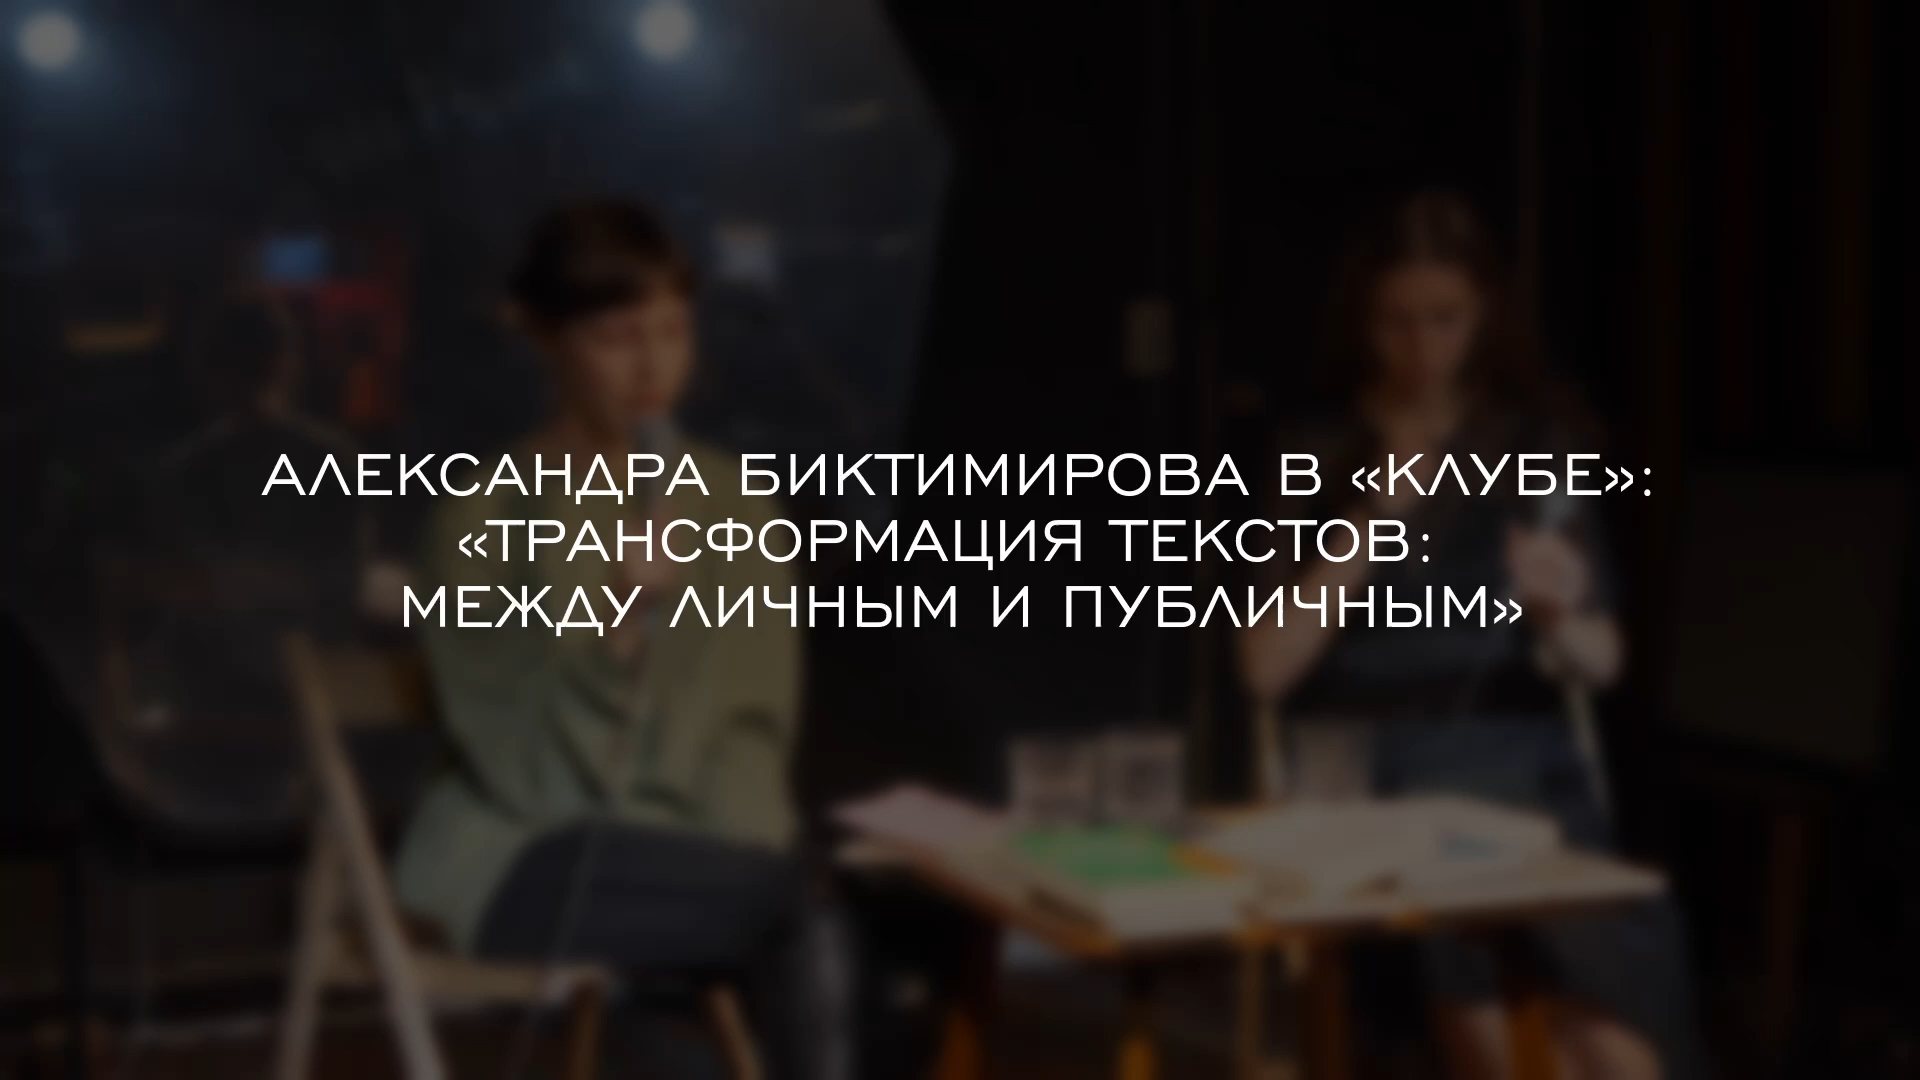 АЛЕКСАНДРА БИКТИМИРОВА В «КЛУБЕ»:
«ТРАНСФОРМАЦИЯ ТЕКСТОВ:
МЕЖДУ ЛИЧНЫМ И ПУБЛИЧНЫМ»